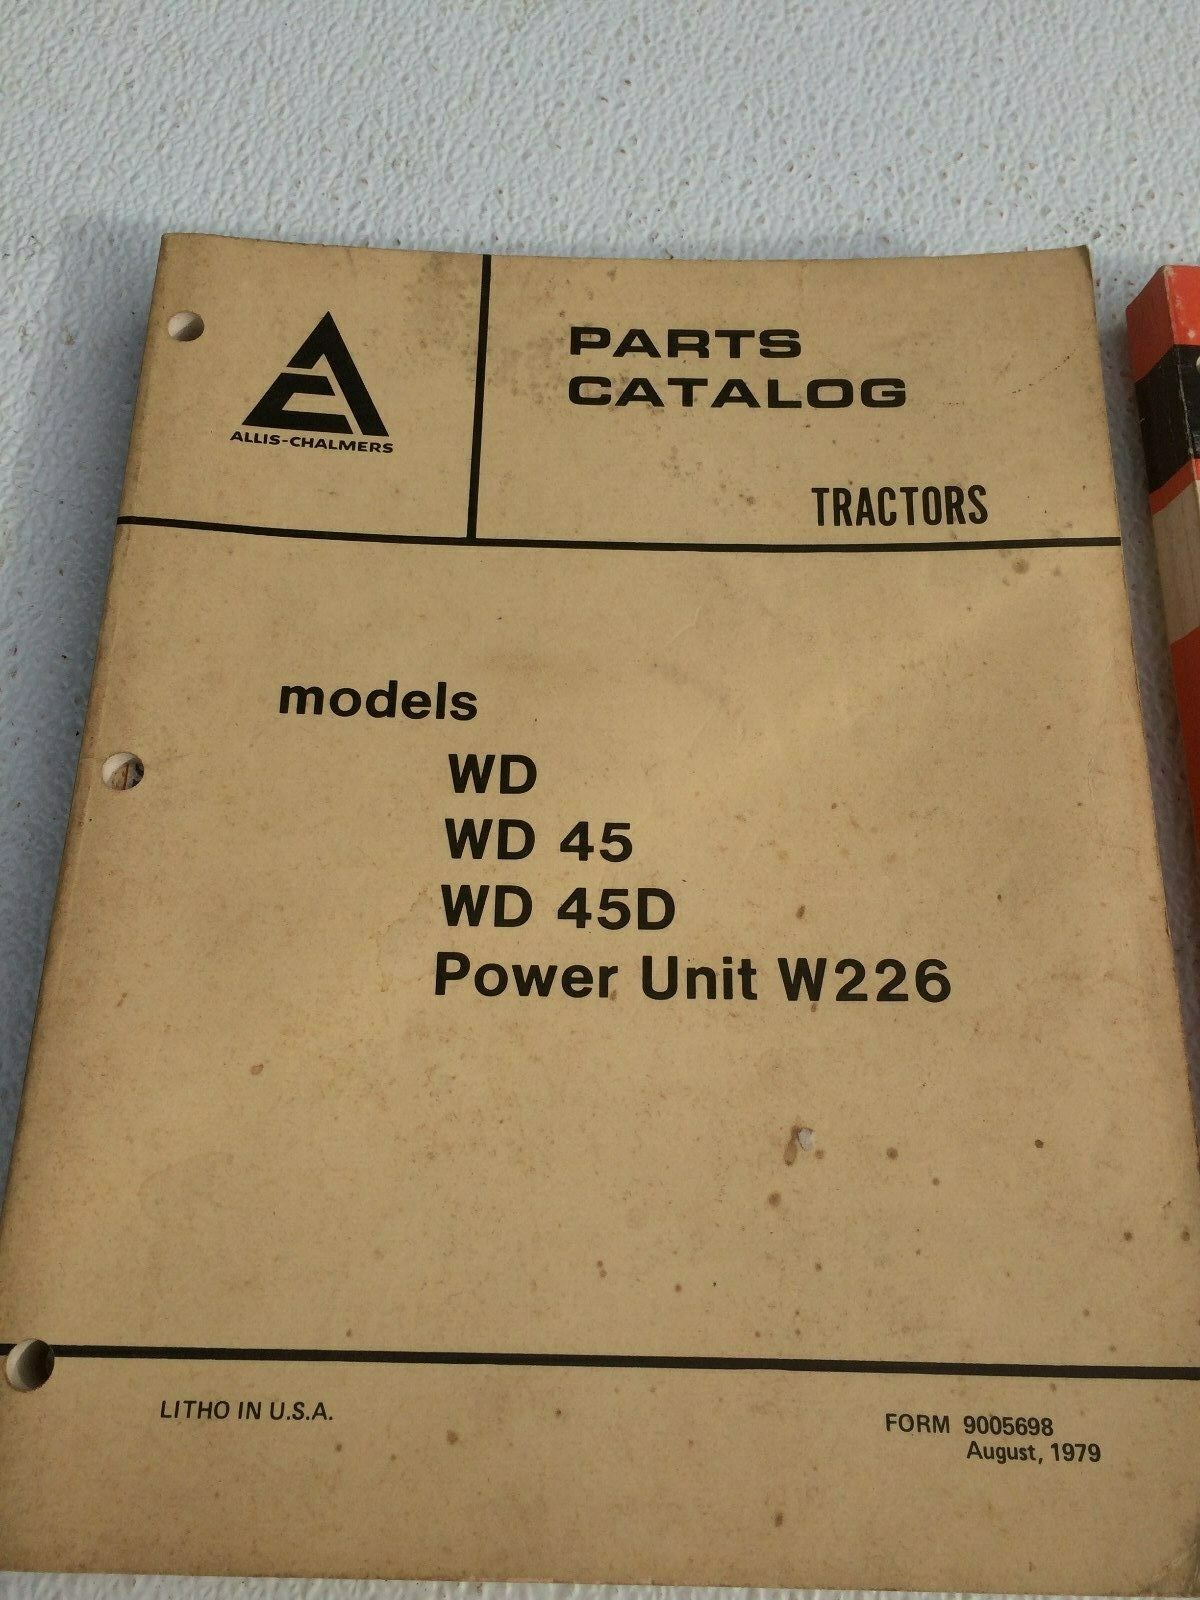 ALLIS-CHALMERS
PARTS
CATALOG
TRACTORS
models
WD
WD 45
WD 45D
Power Unit W226
LITHO IN U.S.A.
FORM 9005698
August, 1979